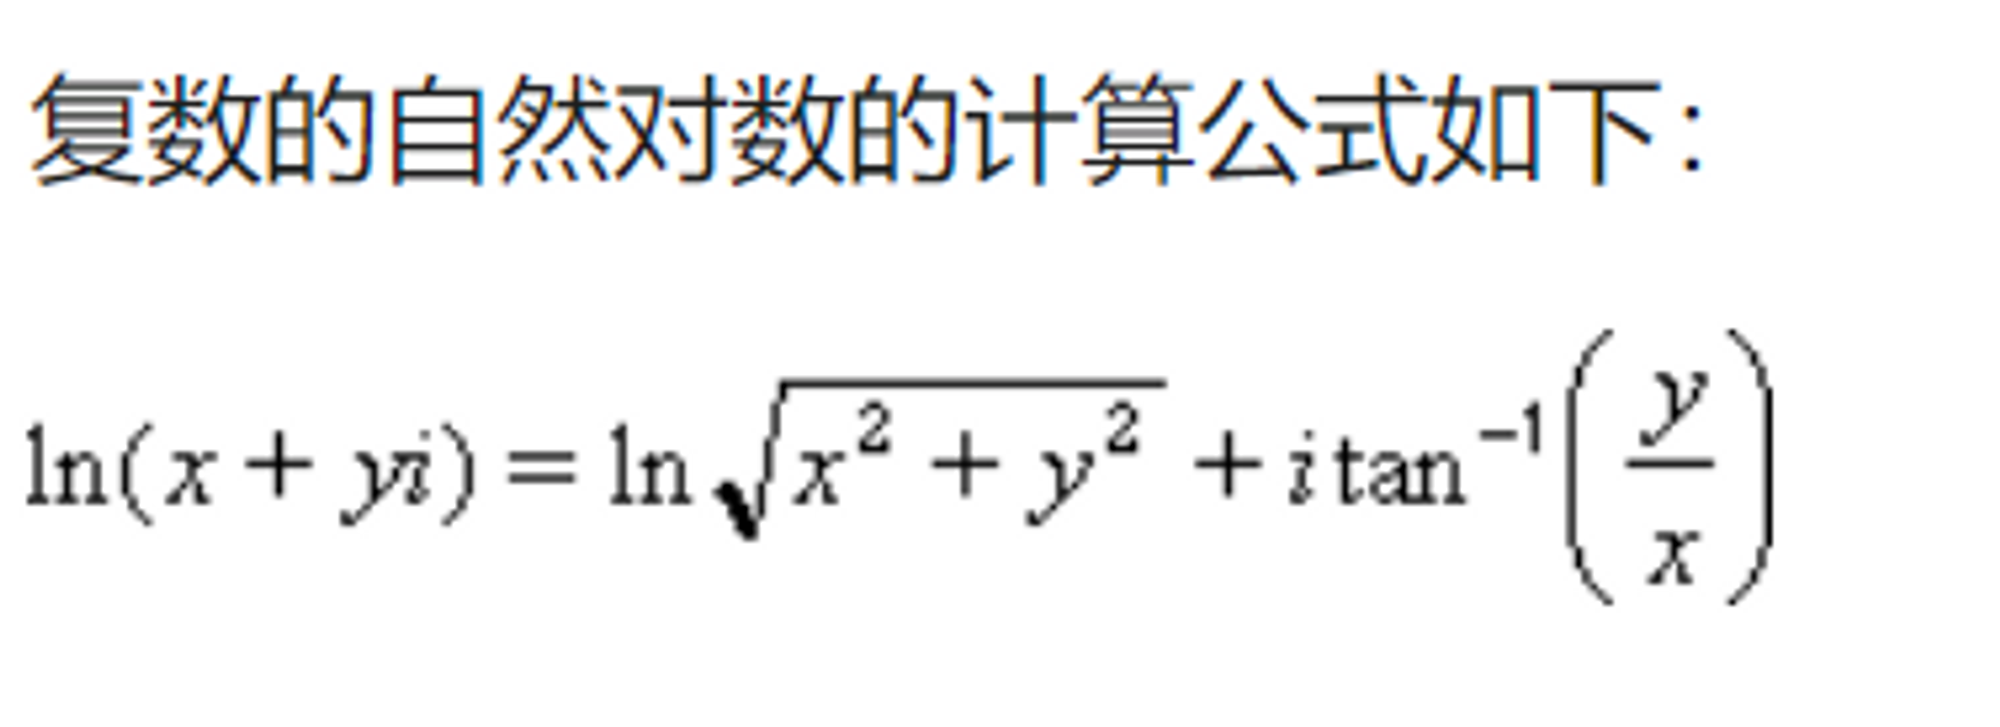 复数的自然对数的计算公式如下：
ln(x + yi) = ln√(x² + y²) + i tan⁻¹(y/x)